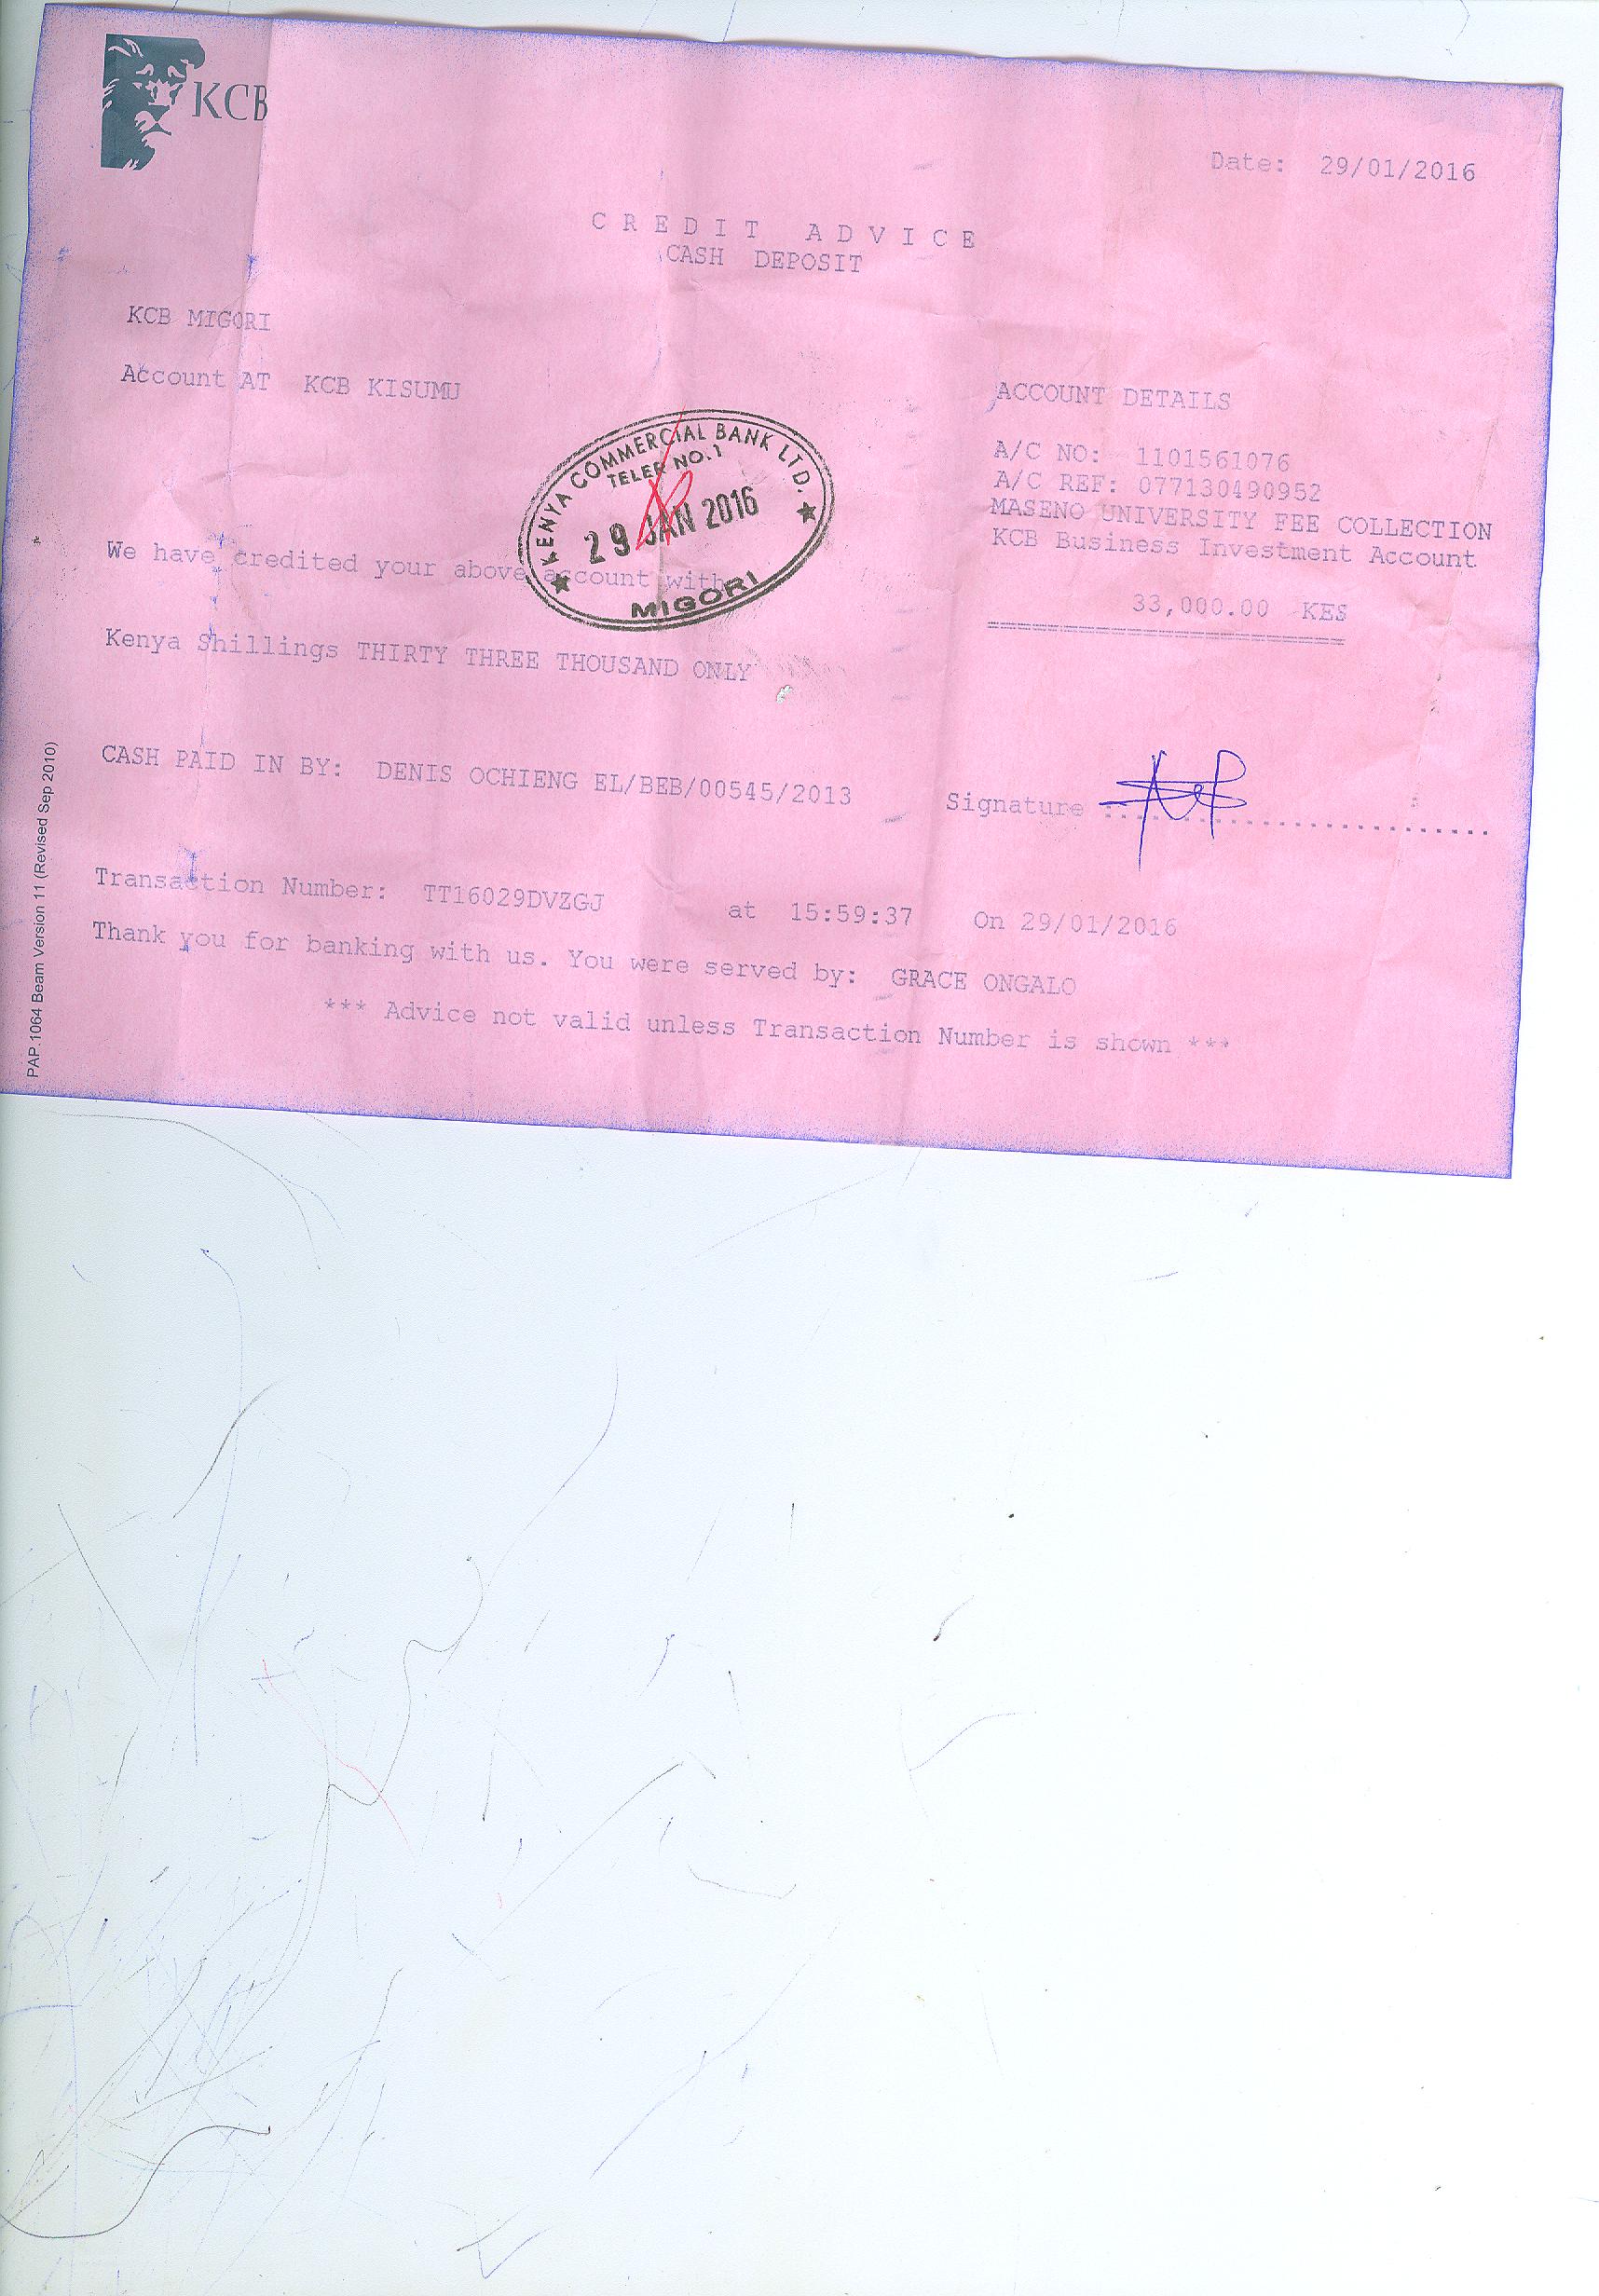 KCB
Date: 29/01/2016
CREDIT ADVICE
CASH DEPOSIT
KCB MIGORI
Account AT KCB KISUMU
ACCOUNT DETAILS
A/C NO: 1101561076
A/C REF: 077130490952
MASENO UNIVERSITY FEE COLLECTION
KCB Business Investment Account
KENYA COMMERCIAL BANK LTD.
TELER NO.1
29 JAN 2016
MIGORI
We have credited your above account with
33,000.00 KES
Kenya Shillings THIRTY THREE THOUSAND ONLY
CASH PAID IN BY: DENIS OCHIENG EL/BEB/00545/2013
Signature
Transaction Number: TT16029DVZGJ at 15:59:37 On 29/01/2016
Thank you for banking with us. You were served by: GRACE ONGALO
*** Advice not valid unless Transaction Number is shown ***
PAP.1064 Beam Version 11 (Revised Sep 2010)